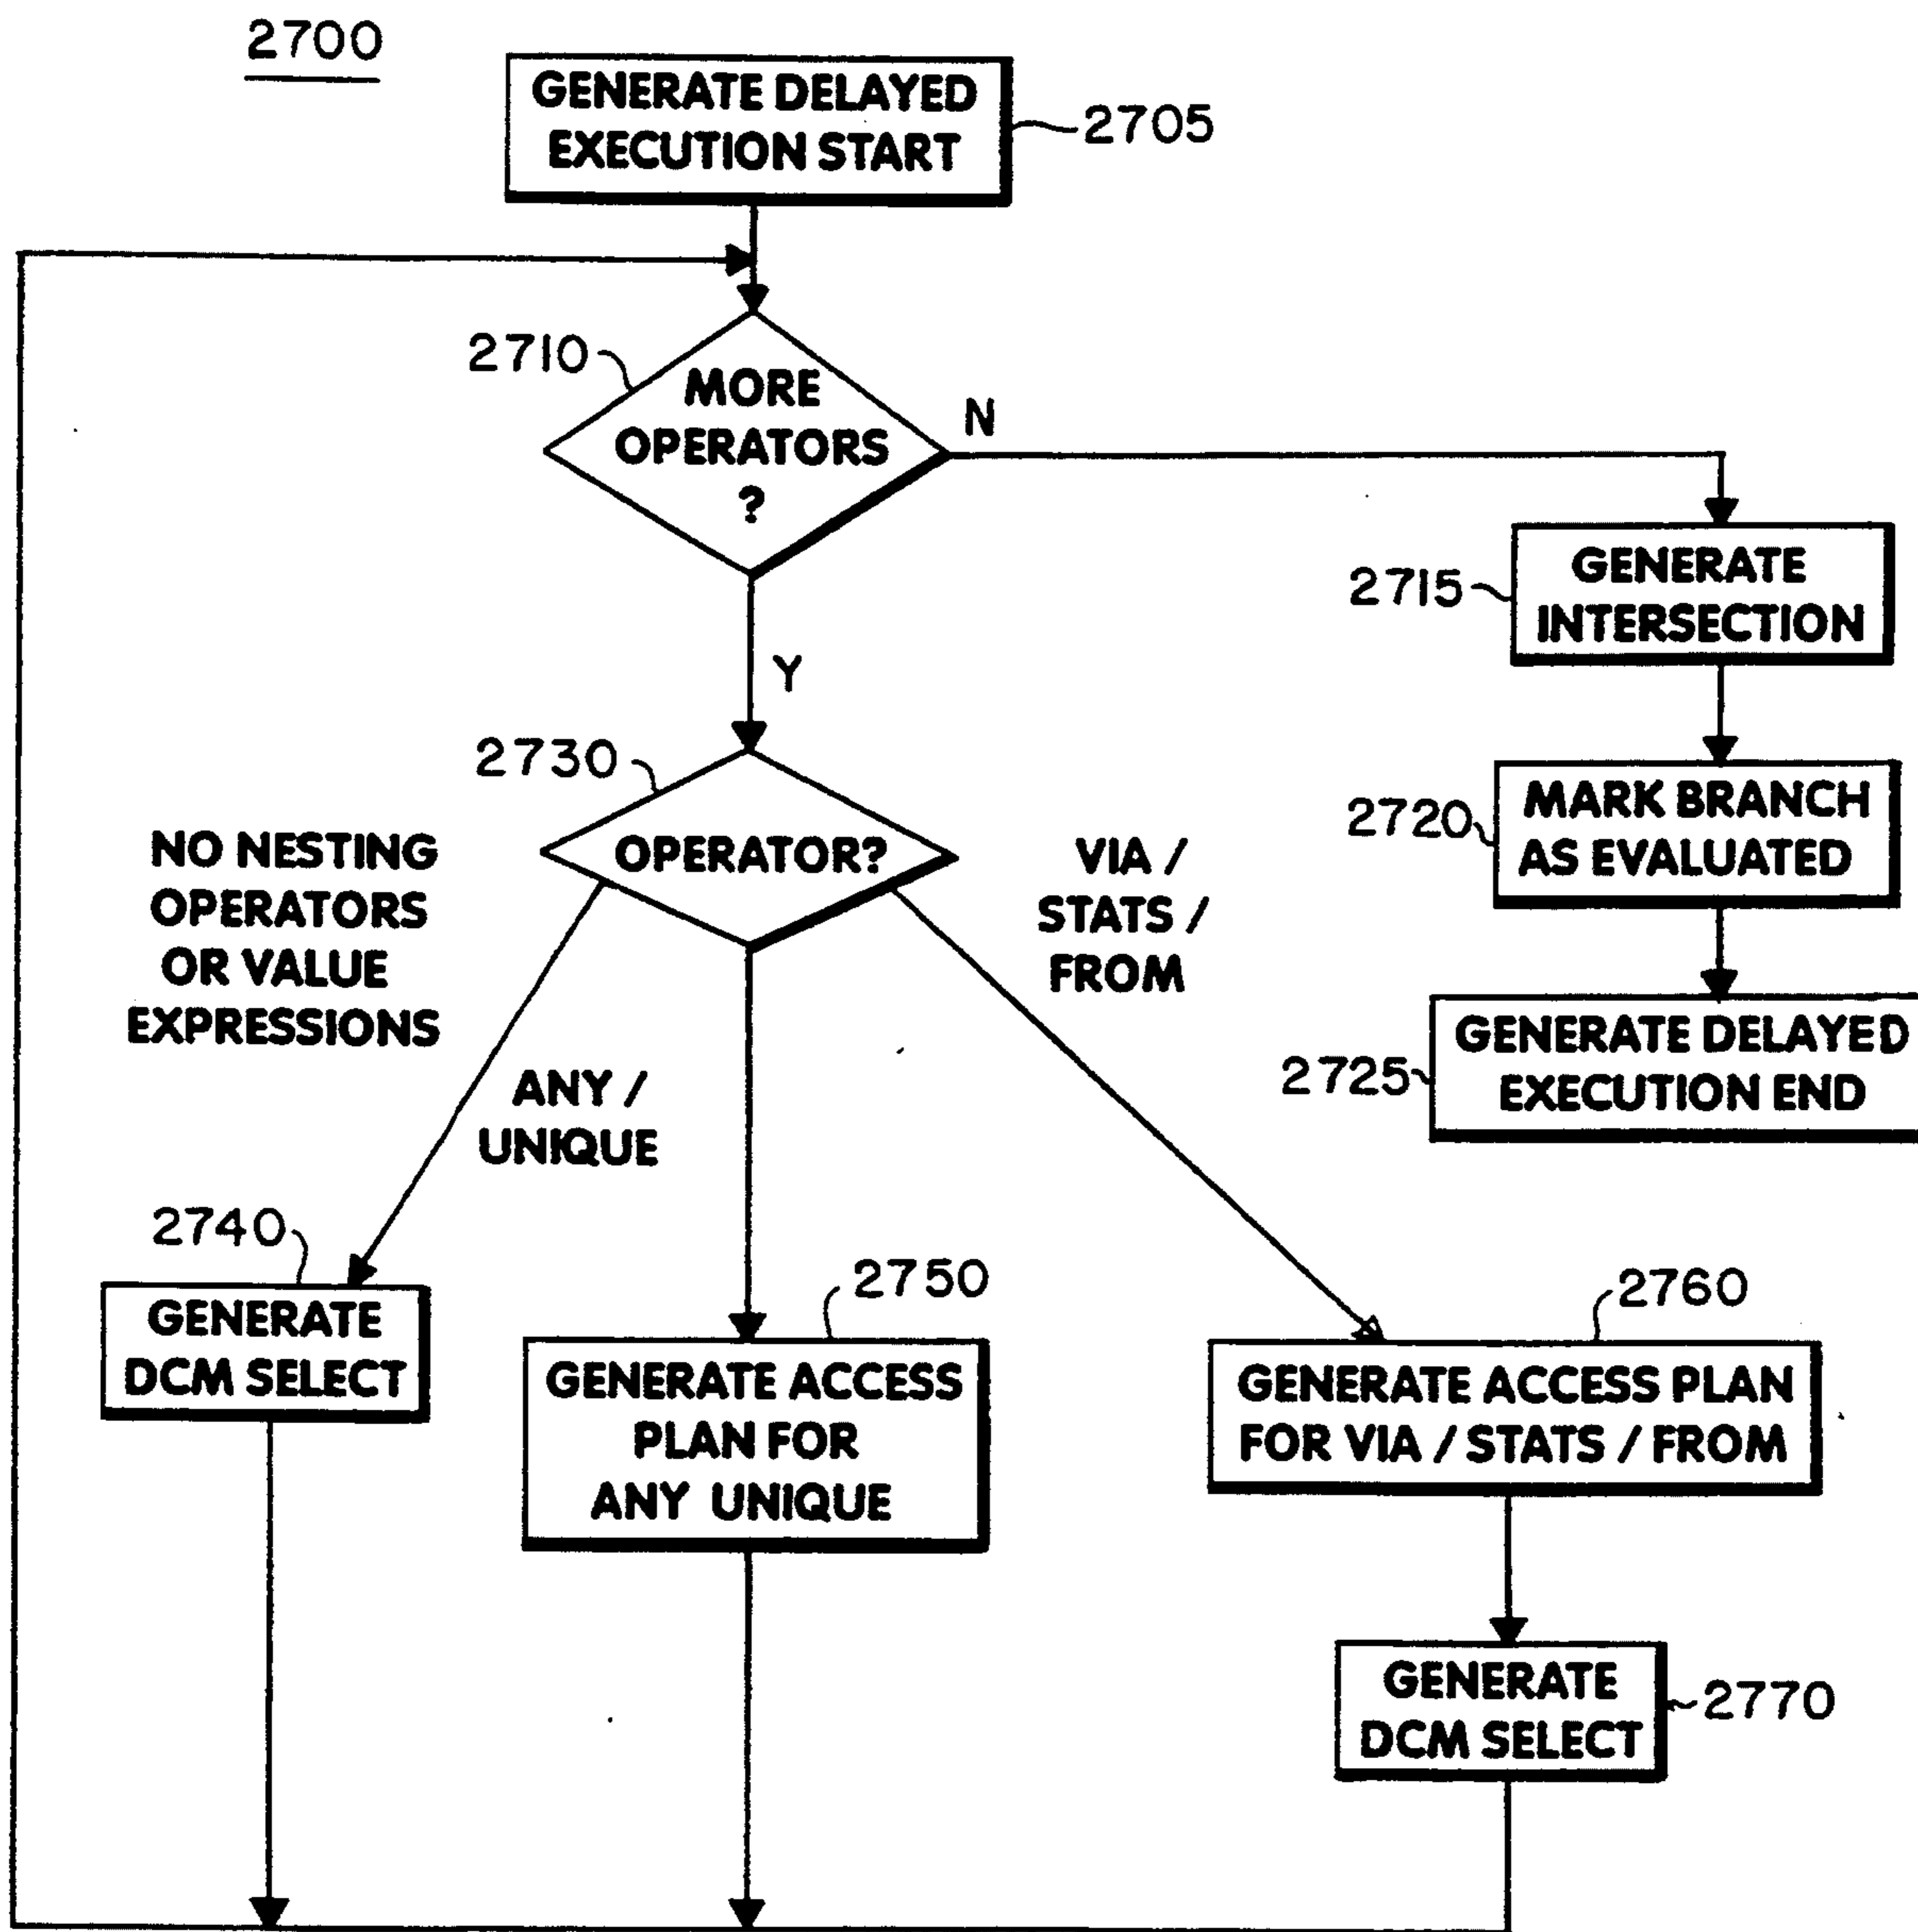 2700
GENERATE DELAYED
EXECUTION START
2705
2710
MORE
OPERATORS
?
N
Y
2715
GENERATE
INTERSECTION
2720
MARK BRANCH
AS EVALUATED
2725
GENERATE DELAYED
EXECUTION END
2730
OPERATOR?
NO NESTING
OPERATORS
OR VALUE
EXPRESSIONS
ANY /
UNIQUE
VIA /
STATS /
FROM
2740
GENERATE
DCM SELECT
2750
GENERATE ACCESS
PLAN FOR
ANY UNIQUE
2760
GENERATE ACCESS PLAN
FOR VIA / STATS / FROM
GENERATE
DCM SELECT
2770